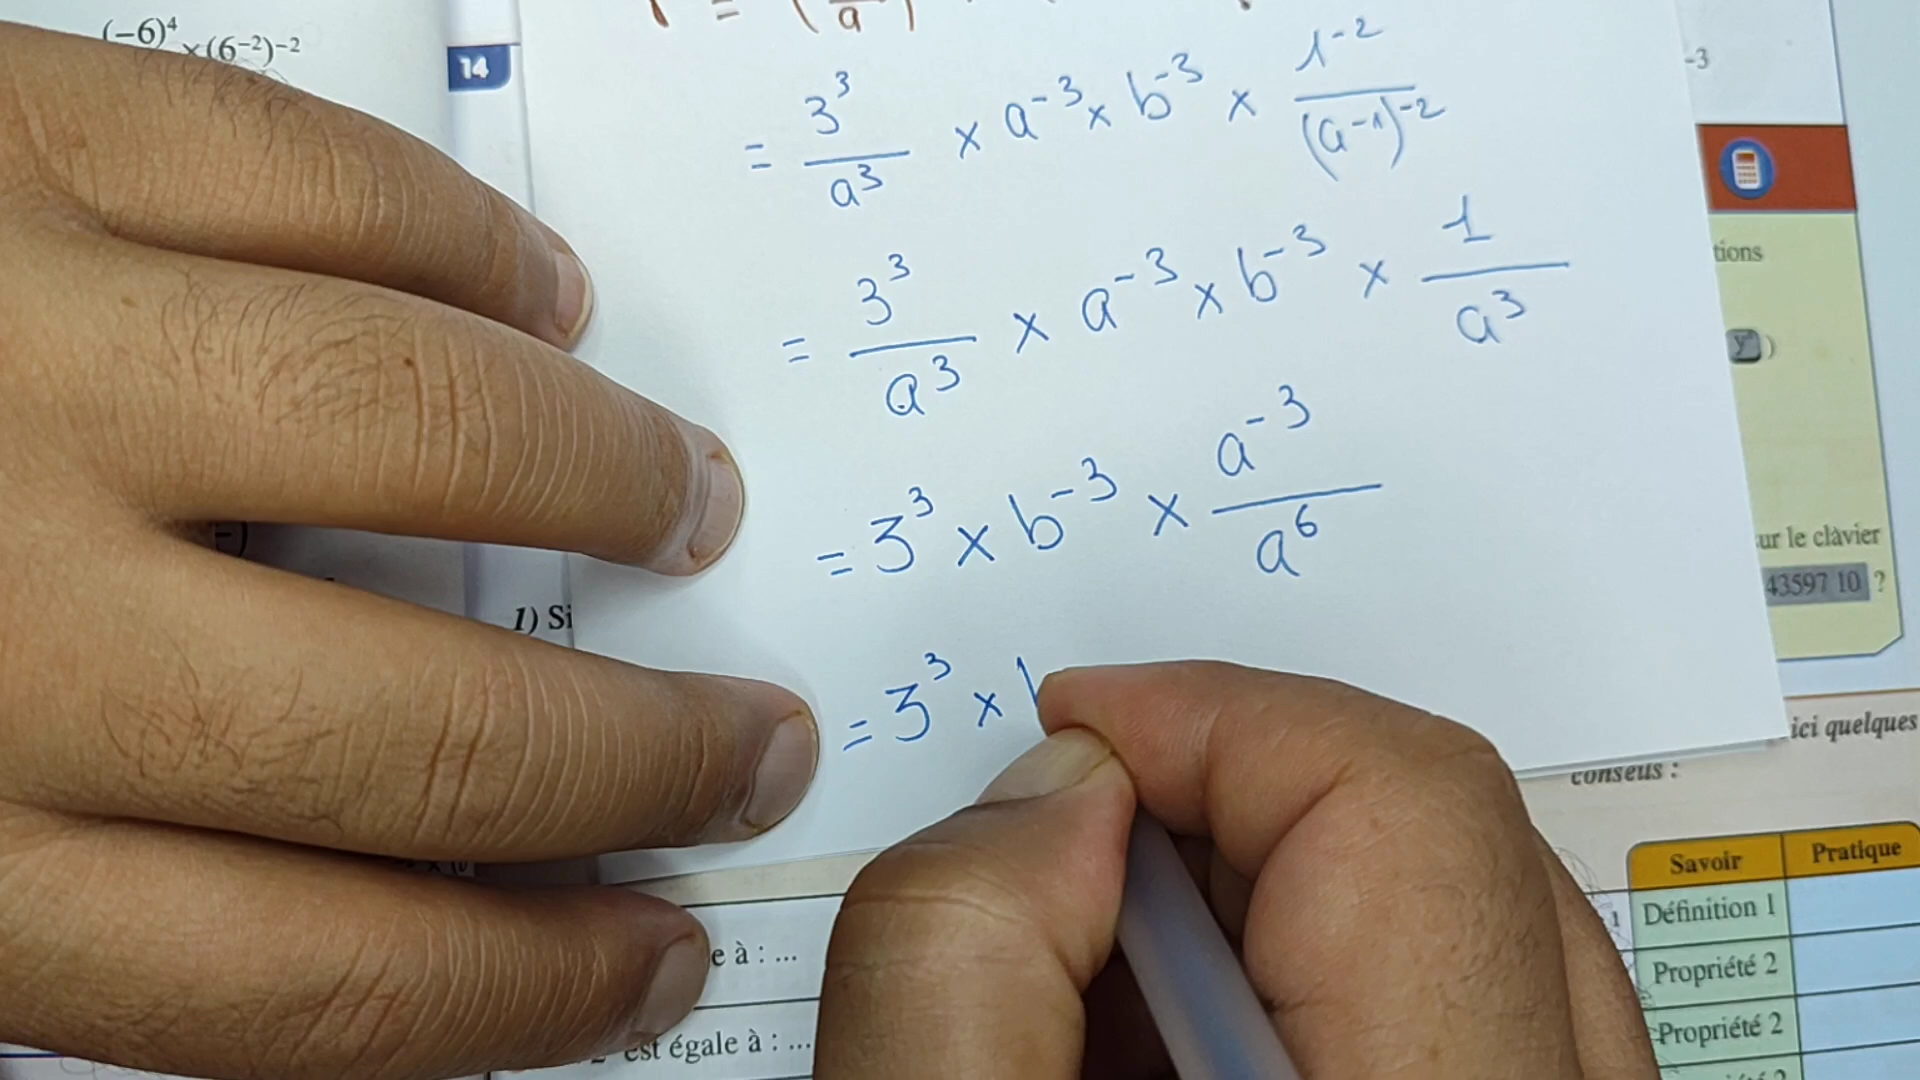 (-6)⁴ × (6⁻²)⁻²
14
-3
= 3³/a³ × a⁻³ × b⁻³ × 1⁻²/(a⁻¹)⁻²
= 3³/a³ × a⁻³ × b⁻³ × 1/a³
= 3³ × b⁻³ × a⁻³/a⁶
= 3³ × b
tions
yˣ )
ur le clavier
43597 10 ?
1) Si
ici quelques
conseils :
Savoir Pratique
Définition 1
Propriété 2
Propriété 2
e à : ...
est égale à : ...